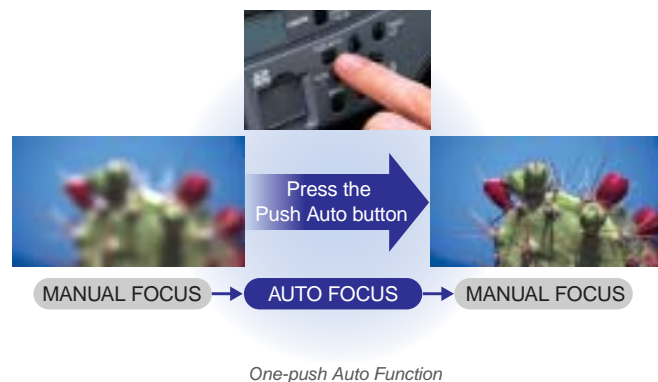 Press the
Push Auto button
MANUAL FOCUS
AUTO FOCUS
MANUAL FOCUS
One-push Auto Function